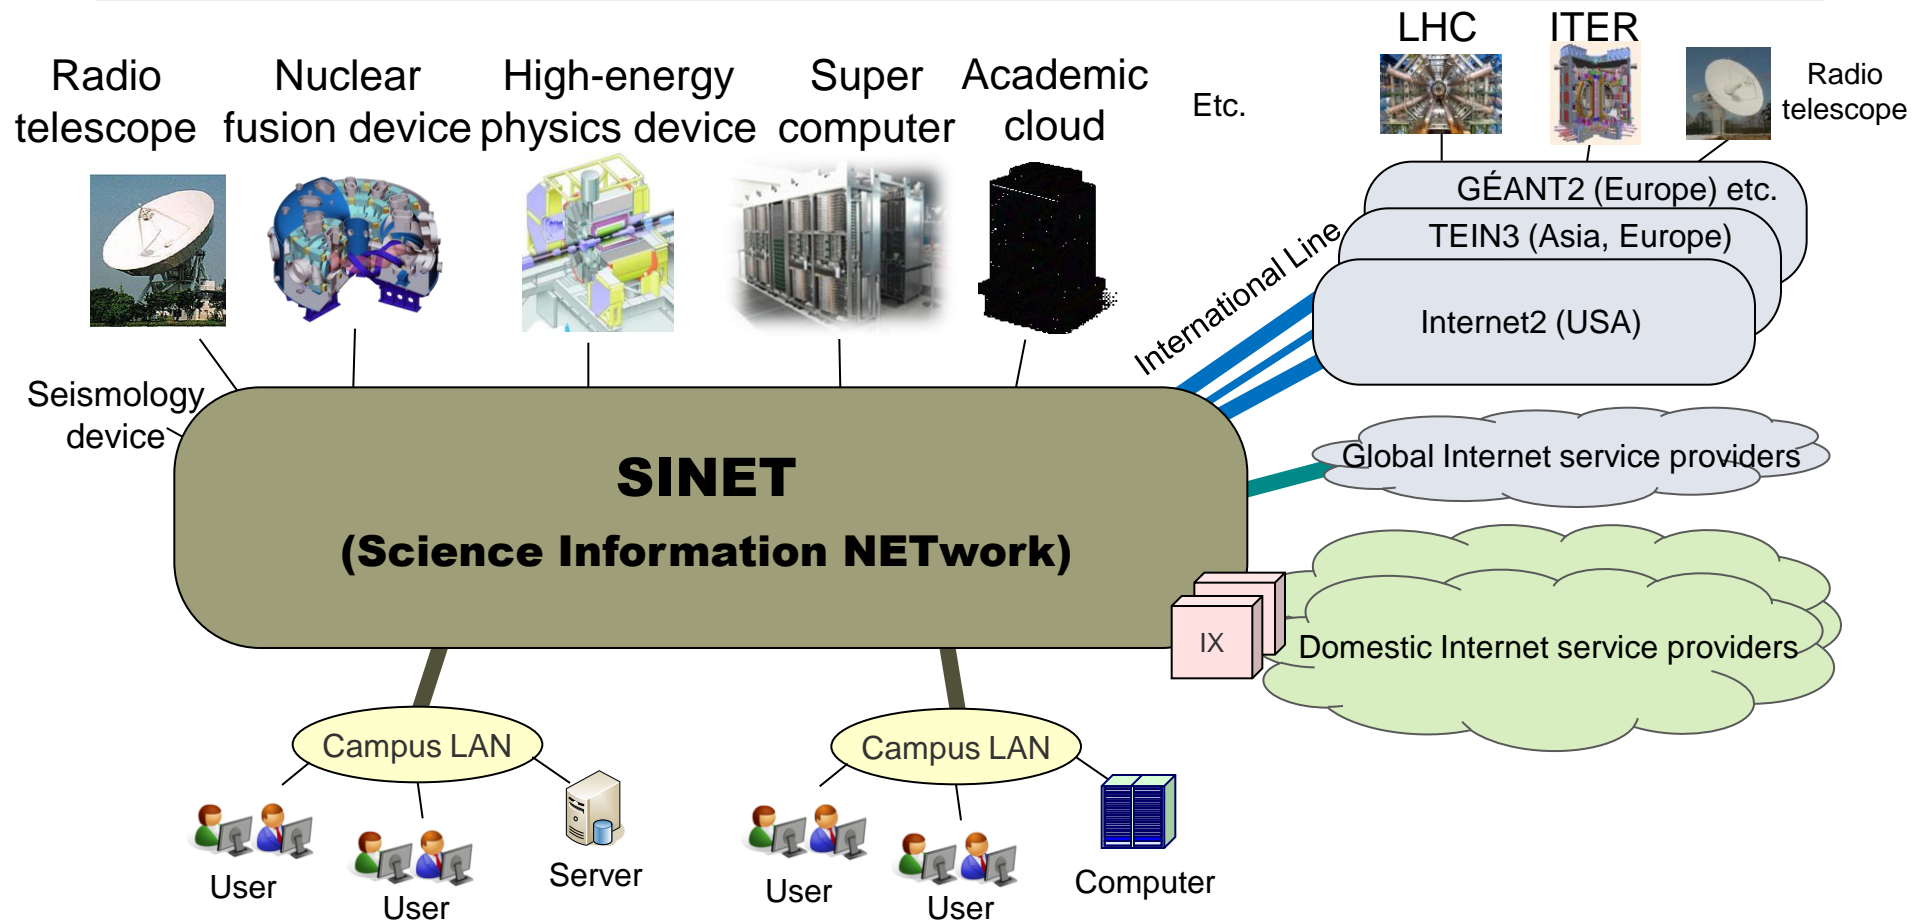 LHC
ITER
Radio
telescope
Nuclear
fusion device
High-energy
physics device
Super
computer
Academic
cloud
Etc.
Radio
telescope
GÉANT2 (Europe) etc.
TEIN3 (Asia, Europe)
Internet2 (USA)
International Line
Seismology
device
SINET
(Science Information NETwork)
Global Internet service providers
IX
Domestic Internet service providers
Campus LAN
Campus LAN
User
User
Server
User
User
Computer